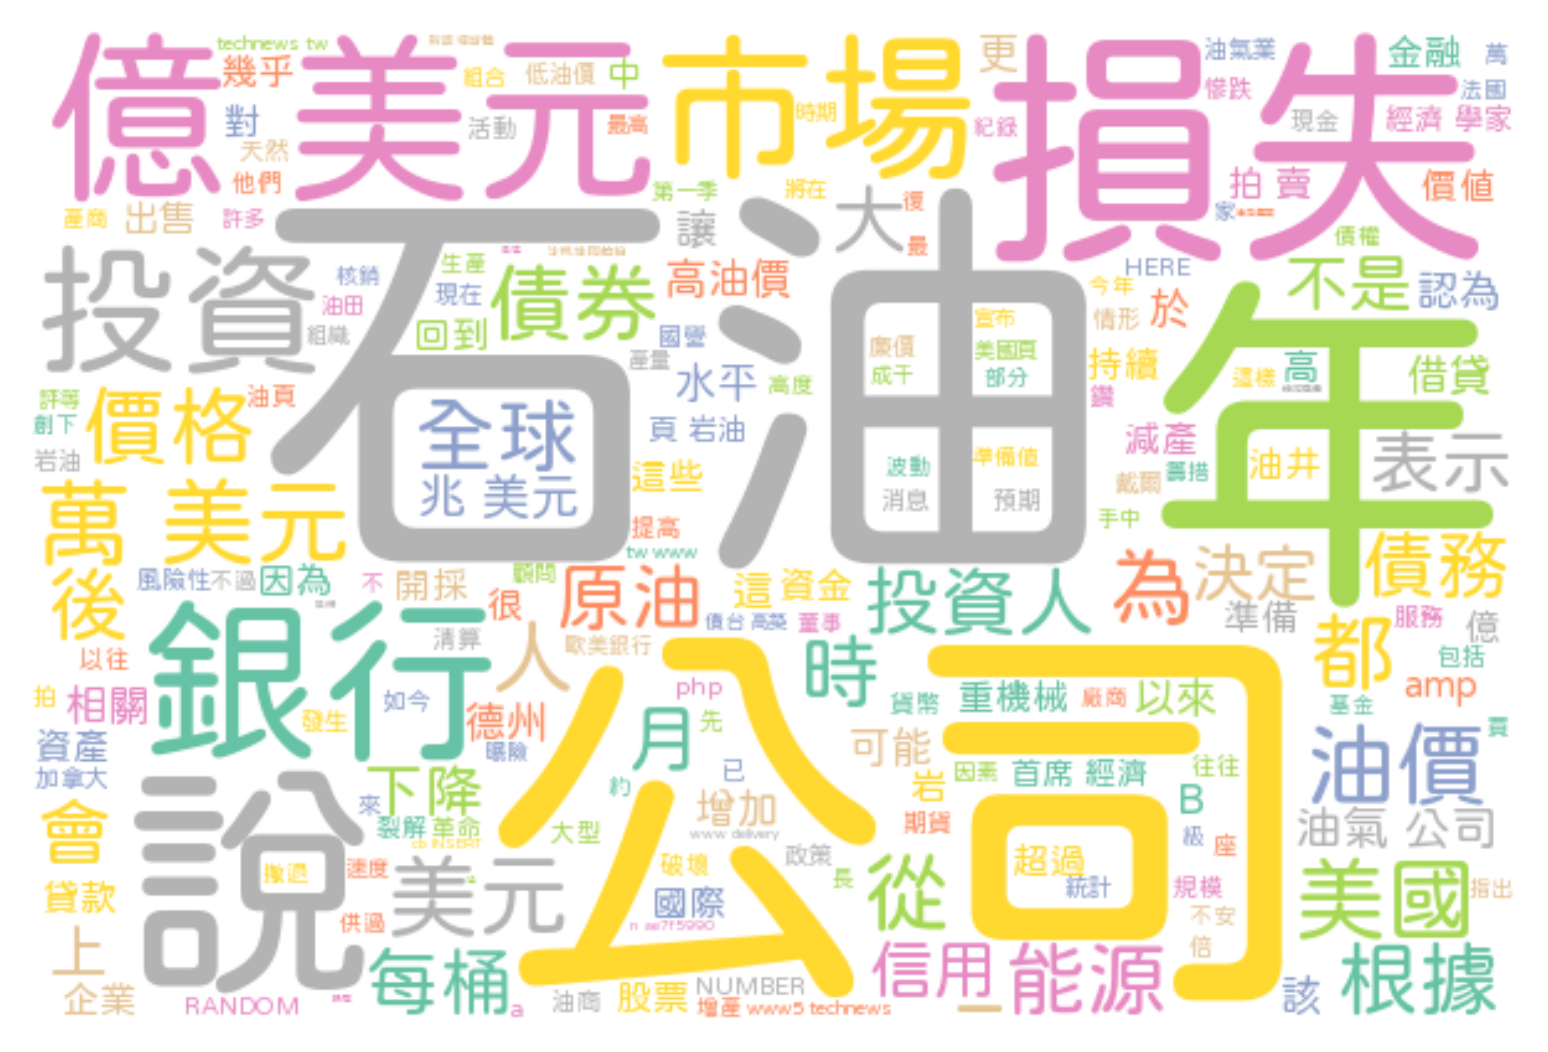 technews tw
億 美元
市場
損失
更
油氣業
金融
萬
幾乎
組合
低油價
中
慘跌
法國
對
活動
最高
時期
紀錄
現金
經濟 學家
天然
他們
第一季
將在
拍 賣
價值
產商
出售
許多
讓
大
復
最
家
債權
石油
投資
核銷
生產
現在
債券
高油價
HERE
不是
認為
油田
組織
回到
國營
產量
廉價
宣布
美國頁
今年
情形
於
年
水平
高度
成千
部分
持續
這樣
高
借貸
評等
創下
價格
油頁
全球
頁 岩油
鑽
減產
岩油
兆 美元
這些
波動
準備值
戴爾
籌措
油井
表示
萬 美元
提高
消息
預期
手中
tw www
後
風險性
不過
因為
不
開採
顧問
很
原油
這
資金
投資人
為
決定
債務
銀行
清算
人
歐美銀行
債台 高築
董事
準備
都
服務
億
以往
時
包括
拍
相關
如今
php
公司
貨幣
重機械
廠商
以來
amp
發生
德州
月
先
基金
資產
曝險
可能
油價
賣
加拿大
下降
已
岩
因素
首席 經濟
往往
說
來
約
增加
B
會
裂解
革命
大型
www delivery
期貨
級
座
油氣 公司
cb INSERT
撤退
速度
美元
破壞
政策
長
從
超過
統計
規模
美國
指出
貸款
供過
國際
n ae7f5990
不安
上
倍
每桶
信用
能源
該
根據
企業
RANDOM
a
油商
股票
NUMBER
增產
www5 technews
一